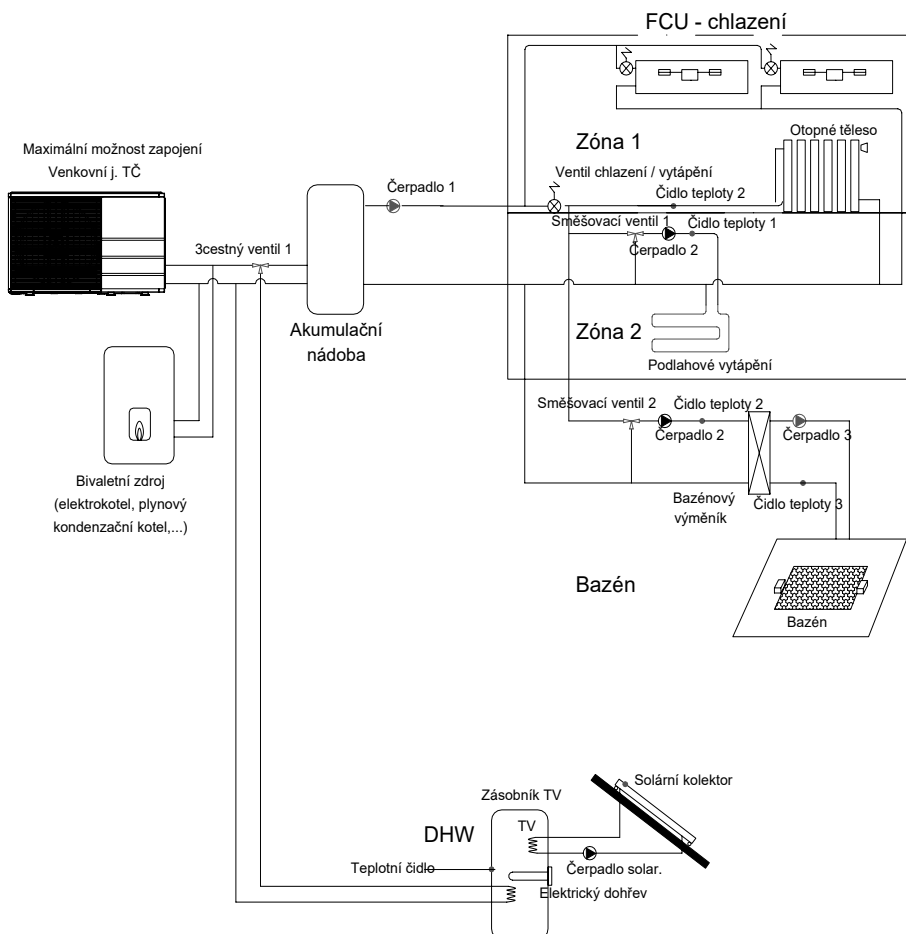 FCU - chlazení
Maximální možnost zapojení
Venkovní j. TČ
Zóna 1
Otopné těleso
Čerpadlo 1
Ventil chlazení / vytápění
Čidlo teploty 2
Směšovací ventil 1
Čidlo teploty 1
3cestný ventil 1
Čerpadlo 2
Akumulační
nádoba
Zóna 2
Podlahové vytápění
Směšovací ventil 2
Čidlo teploty 2
Čerpadlo 2
Čerpadlo 3
Bivaletní zdroj
(elektrokotel, plynový
kondenzační kotel,...)
Bazénový
výměník
Čidlo teploty 3
Bazén
Bazén
Solární kolektor
Zásobník TV
DHW
TV
Teplotní čidlo
Čerpadlo solar.
Elektrický dohřev